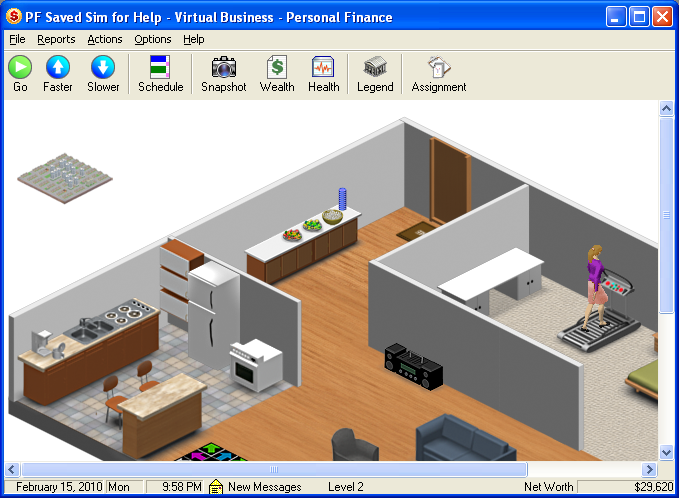 PF Saved Sim for Help - Virtual Business - Personal Finance
File Reports Actions Options Help
Go Faster Slower Schedule Snapshot Wealth Health Legend Assignment
February 15, 2010 Mon 9:58 PM New Messages Level 2 Net Worth $29,620